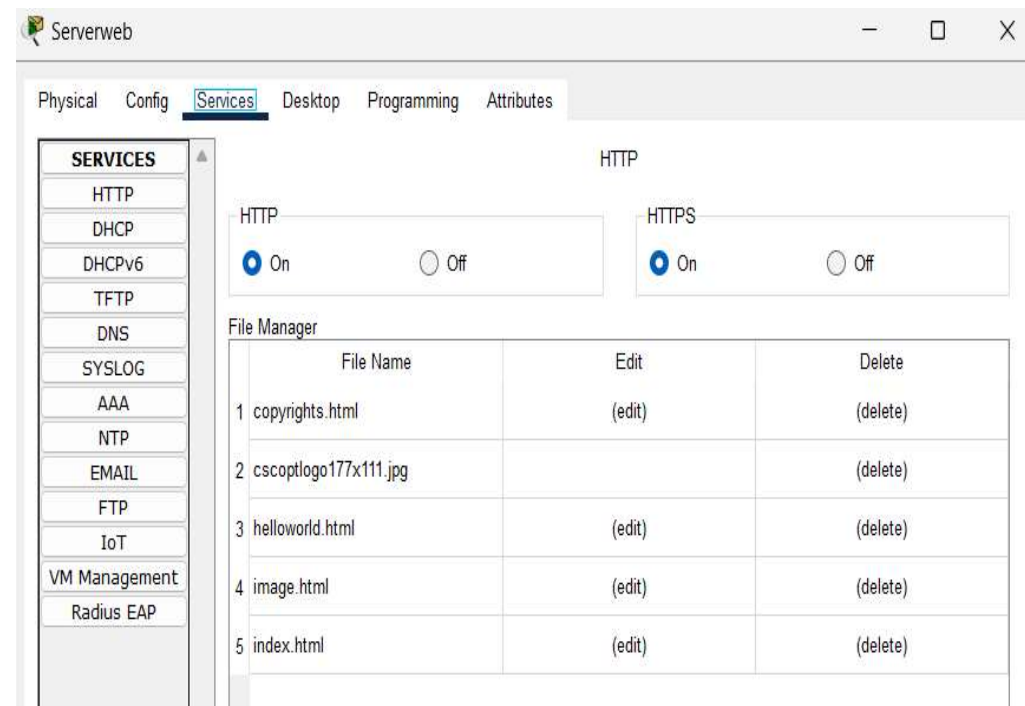 Serverweb
Physical Config Services Desktop Programming Attributes
SERVICES
HTTP
DHCP
DHCPv6
TFTP
DNS
SYSLOG
AAA
NTP
EMAIL
FTP
IoT
VM Management
Radius EAP
HTTP
HTTP
On Off
HTTPS
On Off
File Manager
File Name Edit Delete
1 copyrights.html (edit) (delete)
2 cscoptlogo177x111.jpg (delete)
3 helloworld.html (edit) (delete)
4 image.html (edit) (delete)
5 index.html (edit) (delete)